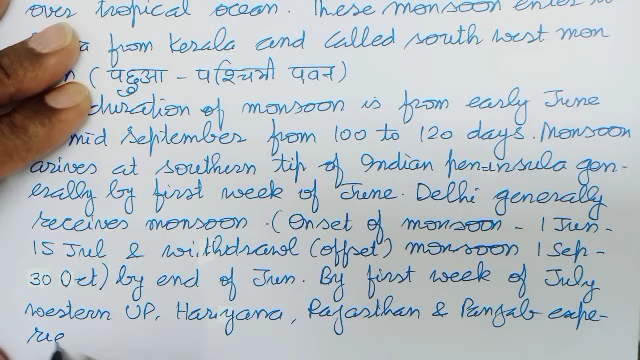 over tropical ocean. These monsoon enter in
from Kerala and called south west mon
( पछुआ - पश्चिमी पवन )
duration of monsoon is from early June
mid September from 100 to 120 days. Monsoon
arives at southern tip of Indian pen-insula gen-
erally by first week of June. Delhi generally
receives monsoon. (Onset of monsoon - 1 Jun-
15 Jul & withdrawl (offset) monsoon 1 Sep-
30 Oct) by end of Jun. By first week of July
western UP, Hariyana, Rajasthan & Panjab expe-
rie